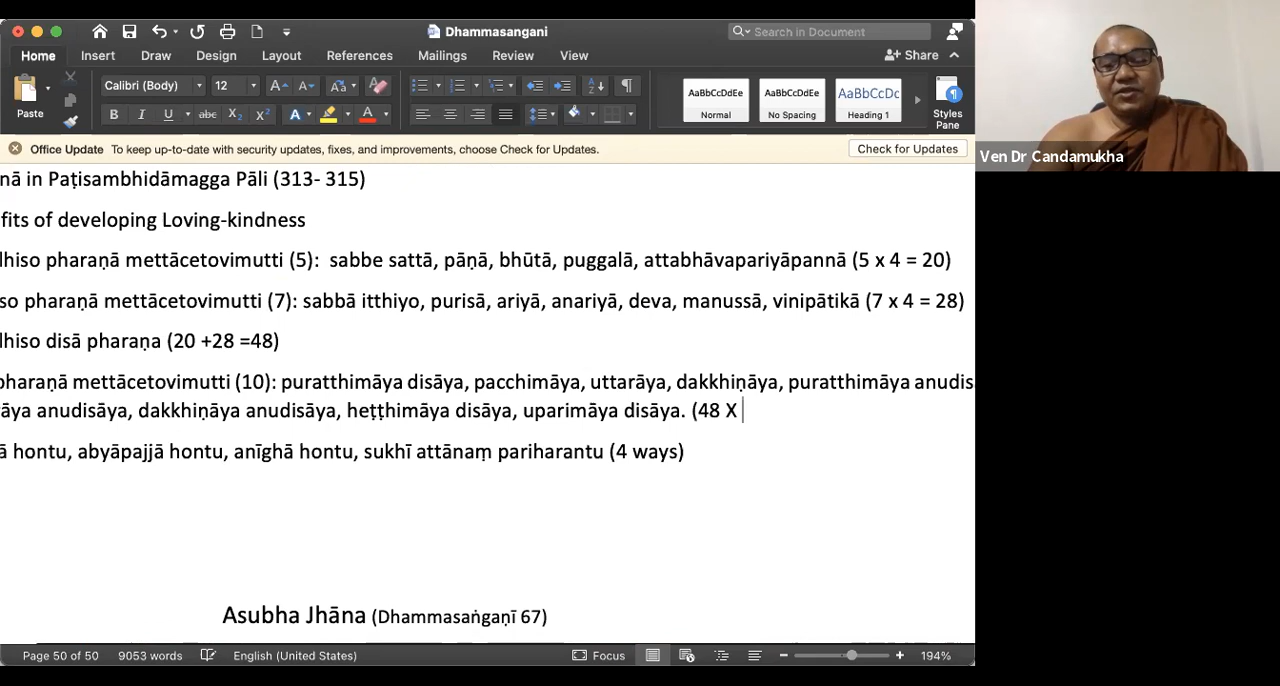 Dhammasangani
Search in Document
Home Insert Draw Design Layout References Mailings Review View
Share
Paste
Calibri (Body) 12
AaBbCcDdEe AaBbCcDdEe AaBbCcDc
Normal No Spacing Heading 1
Styles Pane
Office Update To keep up-to-date with security updates, fixes, and improvements, choose Check for Updates.
Check for Updates
Ven Dr Candamukha
nā in Paṭisambhidāmagga Pāli (313- 315)
fits of developing Loving-kindness
dhiso pharaṇā mettācetovimutti (5): sabbe sattā, pāṇā, bhūtā, puggalā, attabhāvapariyāpannā (5 x 4 = 20)
so pharaṇā mettācetovimutti (7): sabbā itthiyo, purisā, ariyā, anariyā, deva, manussā, vinipātikā (7 x 4 = 28)
dhiso disā pharaṇa (20 +28 =48)
pharaṇā mettācetovimutti (10): puratthimāya disāya, pacchimāya, uttarāya, dakkhiṇāya, puratthimāya anudis
rāya anudisāya, dakkhiṇāya anudisāya, heṭṭhimāya disāya, uparimāya disāya. (48 X
ā hontu, abyāpajjā hontu, anīghā hontu, sukhī attānaṃ pariharantu (4 ways)
Asubha Jhāna (Dhammasaṅgaṇī 67)
Page 50 of 50 9053 words English (United States) Focus 194%